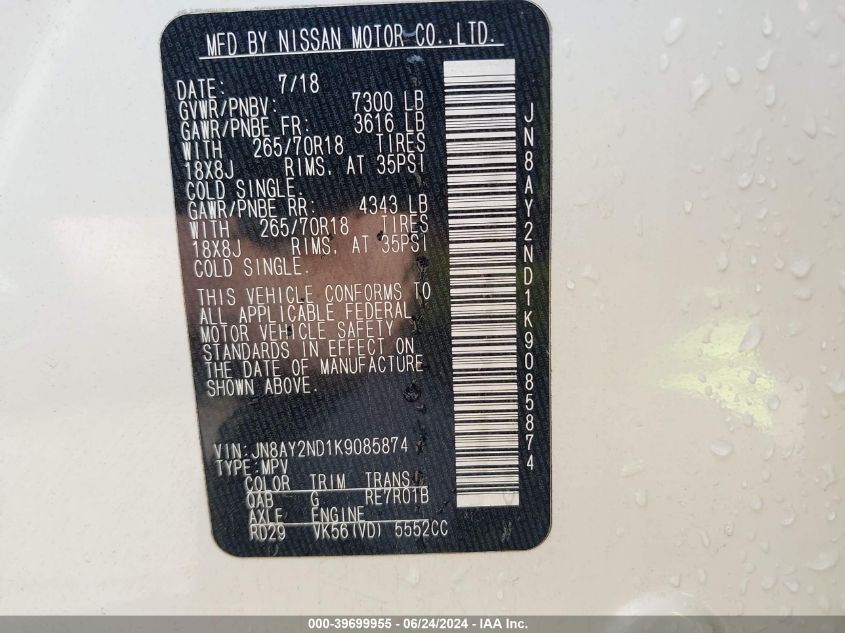 MFD BY NISSAN MOTOR CO.,LTD.
DATE: 7/18
GVWR/PNBV: 7300 LB
GAWR/PNBE FR: 3616 LB
WITH 265/70R18 TIRES
18X8J RIMS, AT 35PSI
COLD SINGLE.
GAWR/PNBE RR: 4343 LB
WITH 265/70R18 TIRES
18X8J RIMS, AT 35PSI
COLD SINGLE.
THIS VEHICLE CONFORMS TO
ALL APPLICABLE FEDERAL
MOTOR VEHICLE SAFETY
STANDARDS IN EFFECT ON
THE DATE OF MANUFACTURE
SHOWN ABOVE.
VIN:JN8AY2ND1K9085874
TYPE:MPV
COLOR TRIM TRANS.
QAB G RE7R01B
AXLE ENGINE
RD29 VK56(VD) 5552CC
JN8AY2ND1K9085874
000-39699955 - 06/24/2024 - IAA Inc.